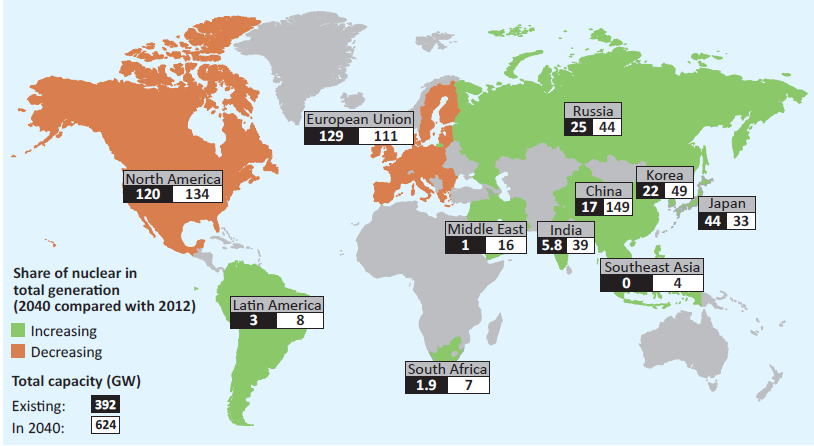 European Union
129 111
Russia
25 44
North America
120 134
Korea
22 49
China
17 149
Japan
44 33
Middle East
1 16
India
5.8 39
Southeast Asia
0 4
Share of nuclear in
total generation
(2040 compared with 2012)
Increasing
Decreasing
Latin America
3 8
South Africa
1.9 7
Total capacity (GW)
Existing: 392
In 2040: 624